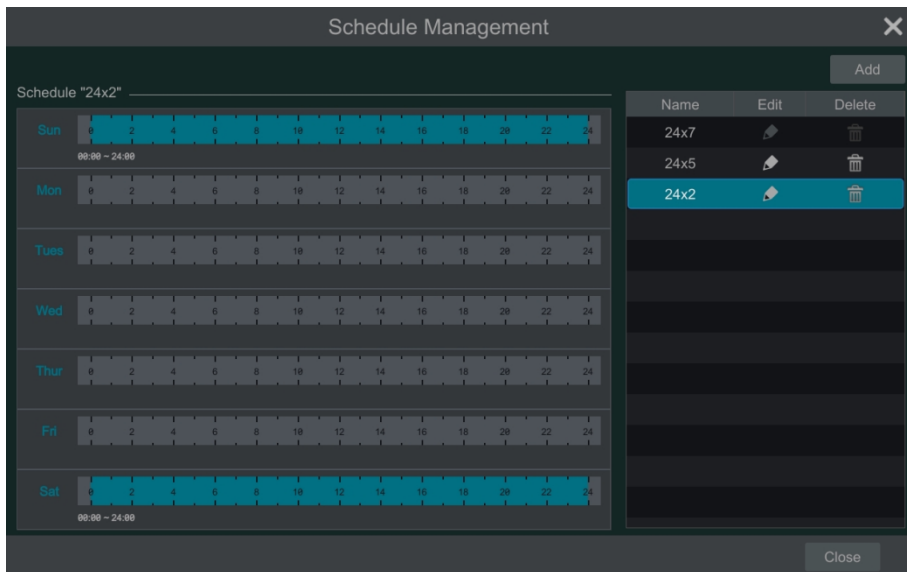 Schedule Management
Add
Schedule "24x2"
Name Edit Delete
24x7
24x5
24x2
Sun 0 2 4 6 8 10 12 14 16 18 20 22 24
00:00 ~ 24:00
Mon 0 2 4 6 8 10 12 14 16 18 20 22 24
Tues 0 2 4 6 8 10 12 14 16 18 20 22 24
Wed 0 2 4 6 8 10 12 14 16 18 20 22 24
Thur 0 2 4 6 8 10 12 14 16 18 20 22 24
Fri 0 2 4 6 8 10 12 14 16 18 20 22 24
Sat 0 2 4 6 8 10 12 14 16 18 20 22 24
00:00 ~ 24:00
Close